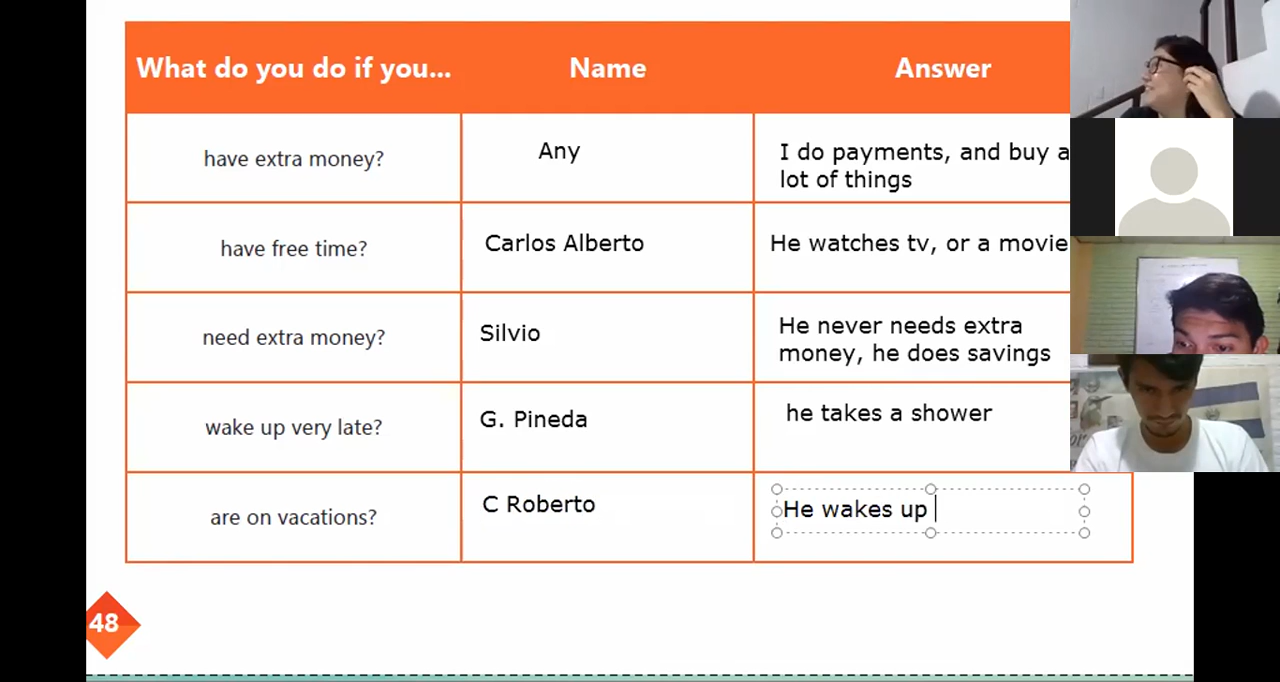 What do you do if you... Name Answer
have extra money? Any I do payments, and buy a
lot of things
have free time? Carlos Alberto He watches tv, or a movie
need extra money? Silvio He never needs extra
money, he does savings
wake up very late? G. Pineda he takes a shower
are on vacations? C Roberto He wakes up
48